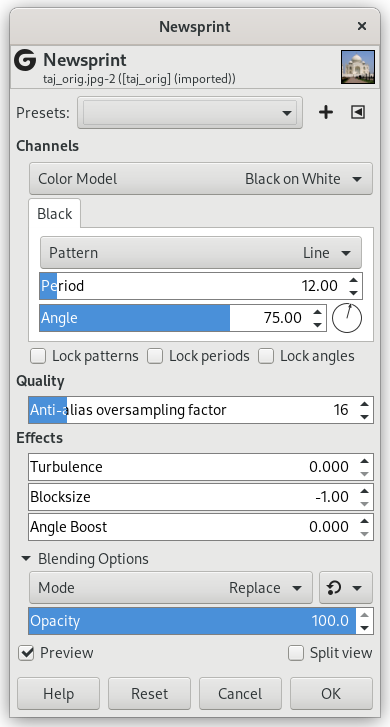 Newsprint
Newsprint
taj_orig.jpg-2 ([taj_orig] (imported))
Presets:
Channels
Color Model Black on White
Black
Pattern Line
Period 12.00
Angle 75.00
Lock patterns Lock periods Lock angles
Quality
Anti-alias oversampling factor 16
Effects
Turbulence 0.000
Blocksize -1.00
Angle Boost 0.000
Blending Options
Mode Replace
Opacity 100.0
Preview Split view
Help Reset Cancel OK